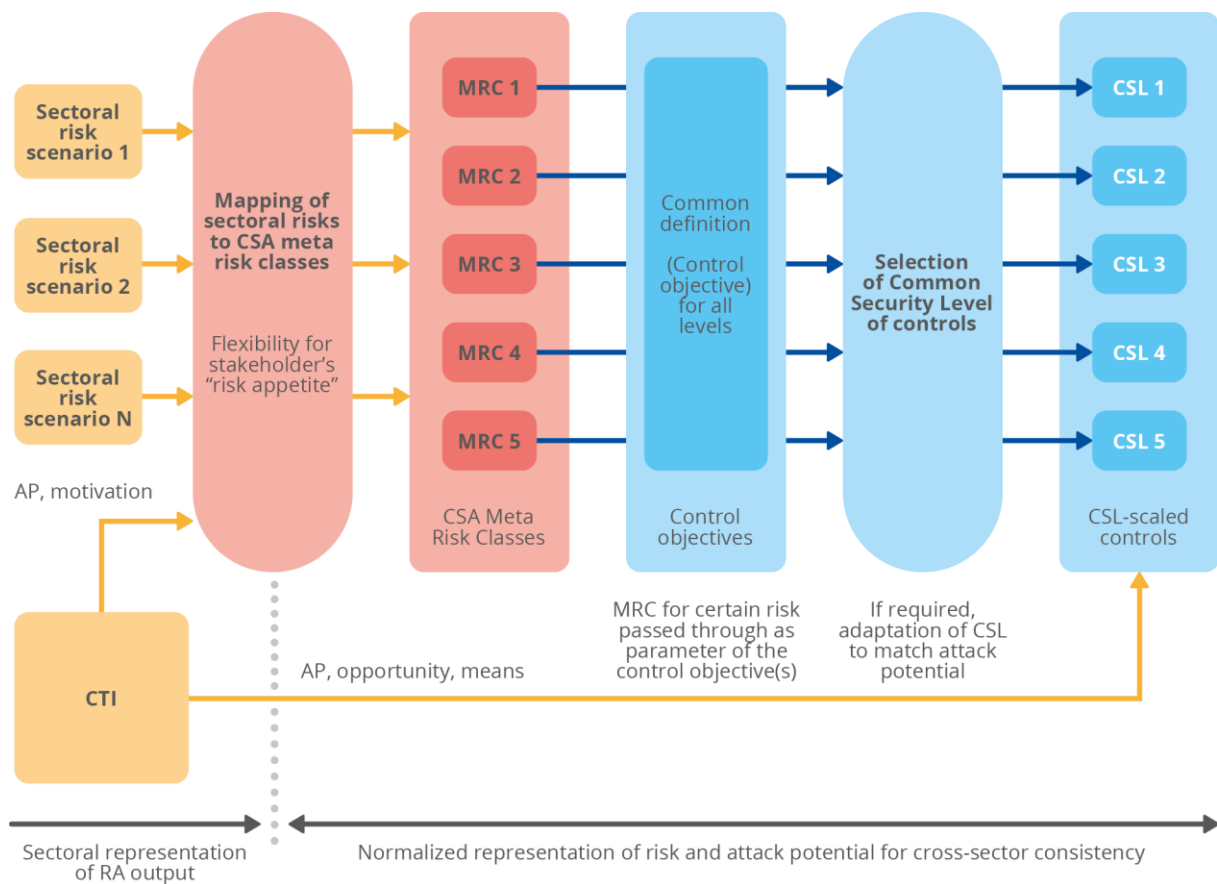 Sectoral
risk
scenario 1
Sectoral
risk
scenario 2
Sectoral
risk
scenario N
AP, motivation
CTI
Mapping of
sectoral risks
to CSA meta
risk classes
Flexibility for
stakeholder’s
“risk appetite”
MRC 1
MRC 2
MRC 3
MRC 4
MRC 5
CSA Meta
Risk Classes
Common
definition
(Control
objective)
for all
levels
Control
objectives
Selection
of Common
Security Level
of controls
CSL 1
CSL 2
CSL 3
CSL 4
CSL 5
CSL-scaled
controls
MRC for certain risk
passed through as
parameter of the
control objective(s)
If required,
adaptation of CSL
to match attack
potential
AP, opportunity, means
Sectoral representation
of RA output
Normalized representation of risk and attack potential for cross-sector consistency